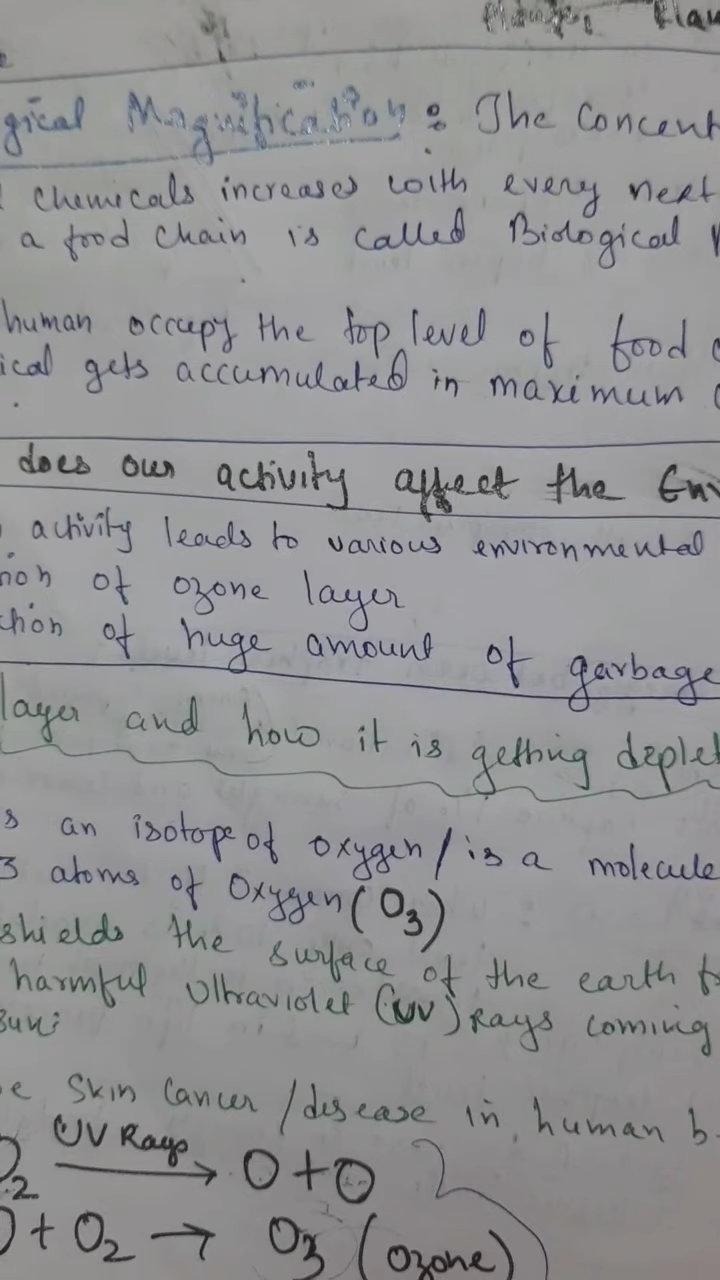 gical Magnification : The Concent
chemicals increases with every next
a food chain is called Biological
human occupy the top level of food
ical gets accumulated in maximum
does our activity affect the Env
activity leads to various environmental
ion of ozone layer
ction of huge amount of garbage
layer and how it is getting deplet
s an isotope of oxygen / is a molecule
3 atoms of Oxygen (O₃)
shields the surface of the earth f
harmful Ultraviolet (UV) Rays coming
Sun:
e Skin Cancer / disease in human b
UV Rays
O₂ → O + O
O + O₂ → O₃ (Ozone)